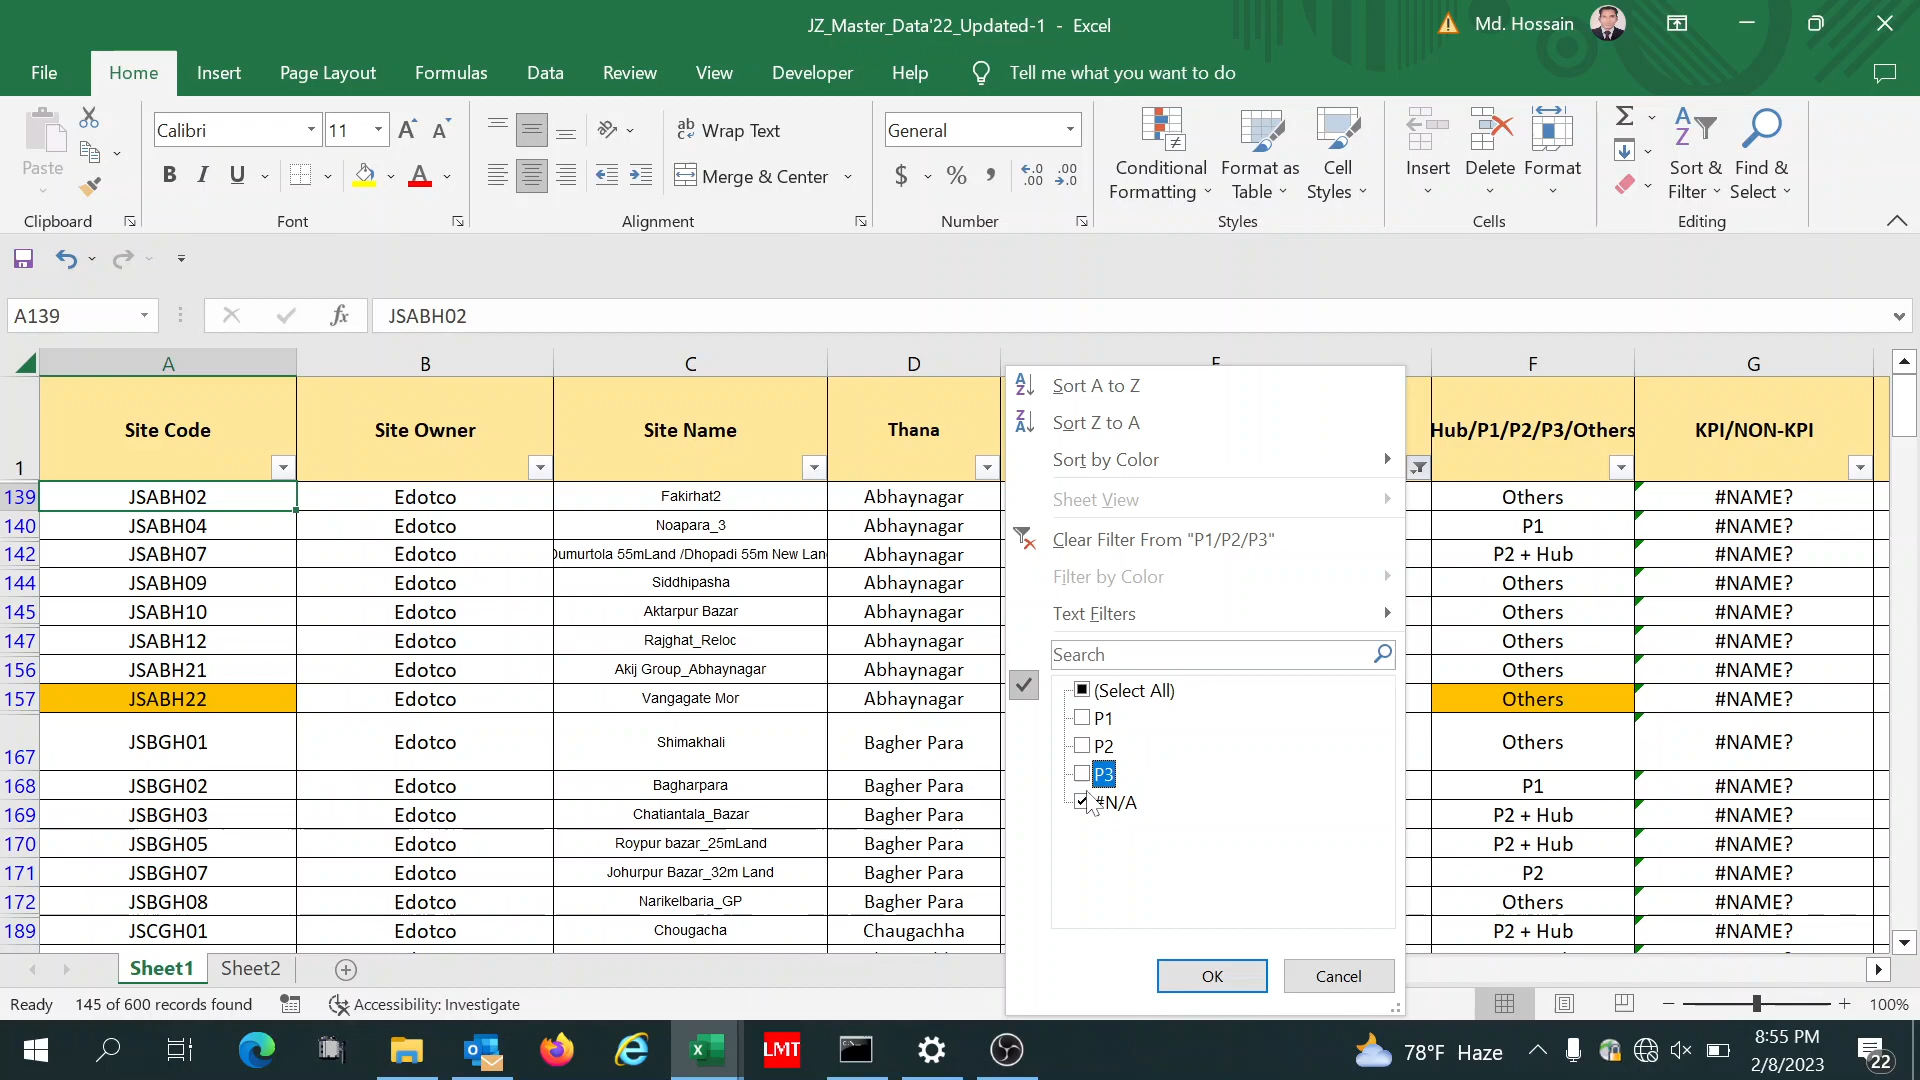 JZ_Master_Data'22_Updated-1 - Excel
Md. Hossain
File Home Insert Page Layout Formulas Data Review View Developer Help Tell me what you want to do
Calibri 11
Wrap Text
General
Paste
B I U
Merge & Center
$ % ,
Conditional Formatting
Format as Table
Cell Styles
Insert Delete Format
Sort & Filter
Find & Select
Clipboard Font Alignment Number Styles Cells Editing
A139 fx JSABH02
A B C D E F G
1 Site Code Site Owner Site Name Thana Hub/P1/P2/P3/Others KPI/NON-KPI
139 JSABH02 Edotco Fakirhat2 Abhaynagar Others #NAME?
140 JSABH04 Edotco Noapara_3 Abhaynagar P1 #NAME?
142 JSABH07 Edotco Dumurtola 55mLand /Dhopadi 55m New Lan Abhaynagar P2 + Hub #NAME?
144 JSABH09 Edotco Siddhipasha Abhaynagar Others #NAME?
145 JSABH10 Edotco Aktarpur Bazar Abhaynagar Others #NAME?
147 JSABH12 Edotco Rajghat_Reloc Abhaynagar Others #NAME?
156 JSABH21 Edotco Akij Group_Abhaynagar Abhaynagar Others #NAME?
157 JSABH22 Edotco Vangagate Mor Abhaynagar Others #NAME?
167 JSBGH01 Edotco Shimakhali Bagher Para Others #NAME?
168 JSBGH02 Edotco Bagharpara Bagher Para P1 #NAME?
169 JSBGH03 Edotco Chatiantala_Bazar Bagher Para P2 + Hub #NAME?
170 JSBGH05 Edotco Roypur bazar_25mLand Bagher Para P2 + Hub #NAME?
171 JSBGH07 Edotco Johurpur Bazar_32m Land Bagher Para P2 #NAME?
172 JSBGH08 Edotco Narikelbaria_GP Bagher Para Others #NAME?
189 JSCGH01 Edotco Chougacha Chaugachha P2 + Hub #NAME?
Sort A to Z
Sort Z to A
Sort by Color
Sheet View
Clear Filter From "P1/P2/P3"
Filter by Color
Text Filters
Search
(Select All)
P1
P2
P3
#N/A
OK Cancel
Sheet1 Sheet2
Ready 145 of 600 records found Accessibility: Investigate
100%
LMT
78°F Haze
8:55 PM
2/8/2023
22